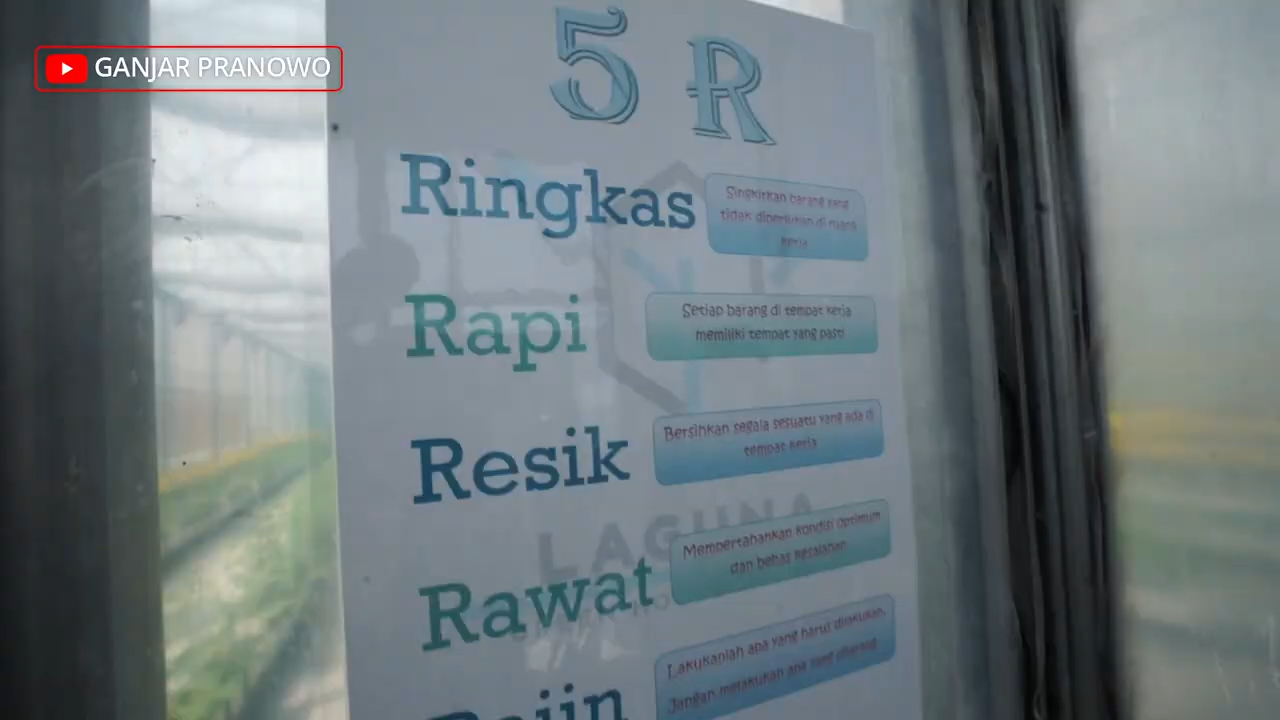 GANJAR PRANOWO
5 R
Ringkas
Singkirkan barang yang
tidak diperlukan di ruang
kerja
Rapi
Setiap barang di tempat kerja
memiliki tempat yang pasti
Resik
Bersihkan segala sesuatu yang ada di
tempat kerja
LAGUNA
Rawat
Mempertahankan kondisi optimum
dan bebas kesalahan
Rajin
Lakukanlah apa yang harus dilakukan,
Jangan melakukan apa yang dilarang